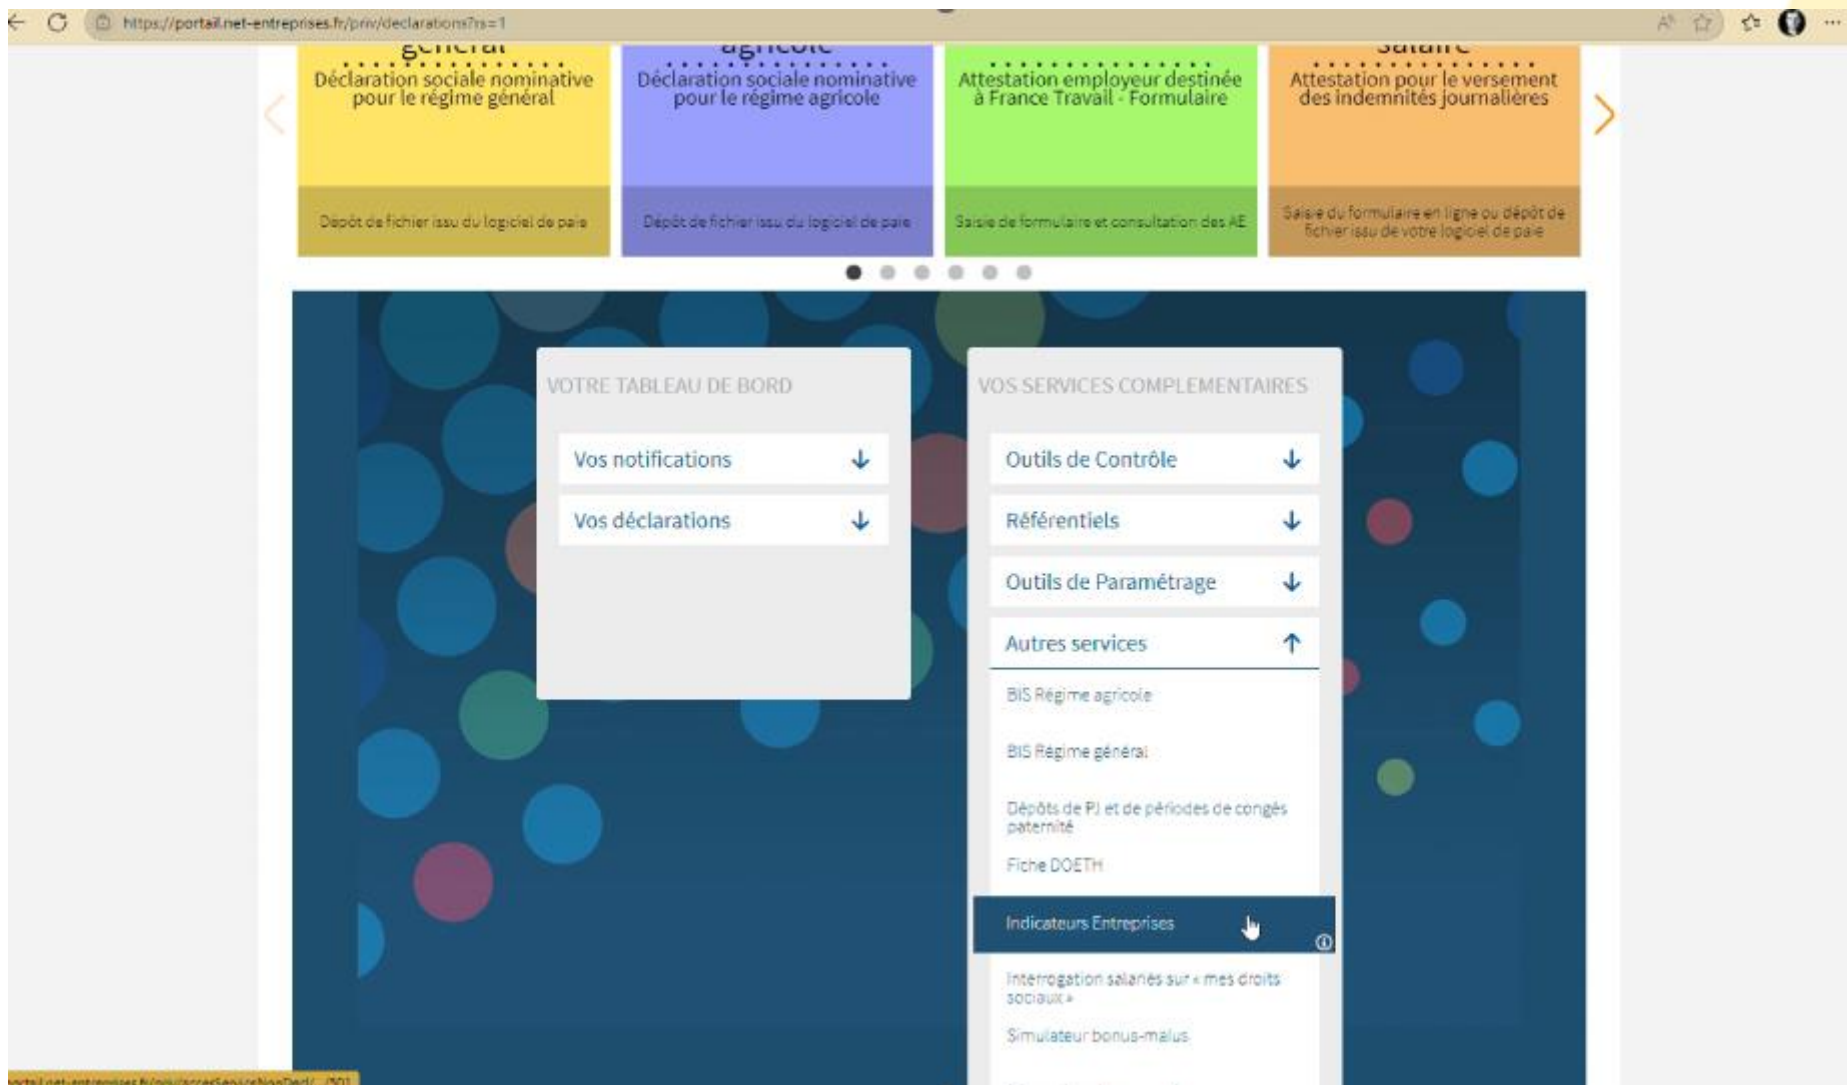 https://portail.net-entreprises.fr/priv/declarations?rs=1
général
agricole
salaire
Déclaration sociale nominative
pour le régime général
Déclaration sociale nominative
pour le régime agricole
Attestation employeur destinée
à France Travail - Formulaire
Attestation pour le versement
des indemnités journalières
Dépôt de fichier issu du logiciel de paie
Dépôt de fichier issu du logiciel de paie
Saisie de formulaire et consultation des AE
Saisie du formulaire en ligne ou dépôt de
fichier issu de votre logiciel de paie
VOTRE TABLEAU DE BORD
Vos notifications
Vos déclarations
VOS SERVICES COMPLEMENTAIRES
Outils de Contrôle
Référentiels
Outils de Paramétrage
Autres services
BIS Régime agricole
BIS Régime général
Dépôts de PJ et de périodes de congés
paternité
Fiche DOETH
Indicateurs Entreprises
Interrogation salariés sur « mes droits
sociaux »
Simulateur bonus-malus